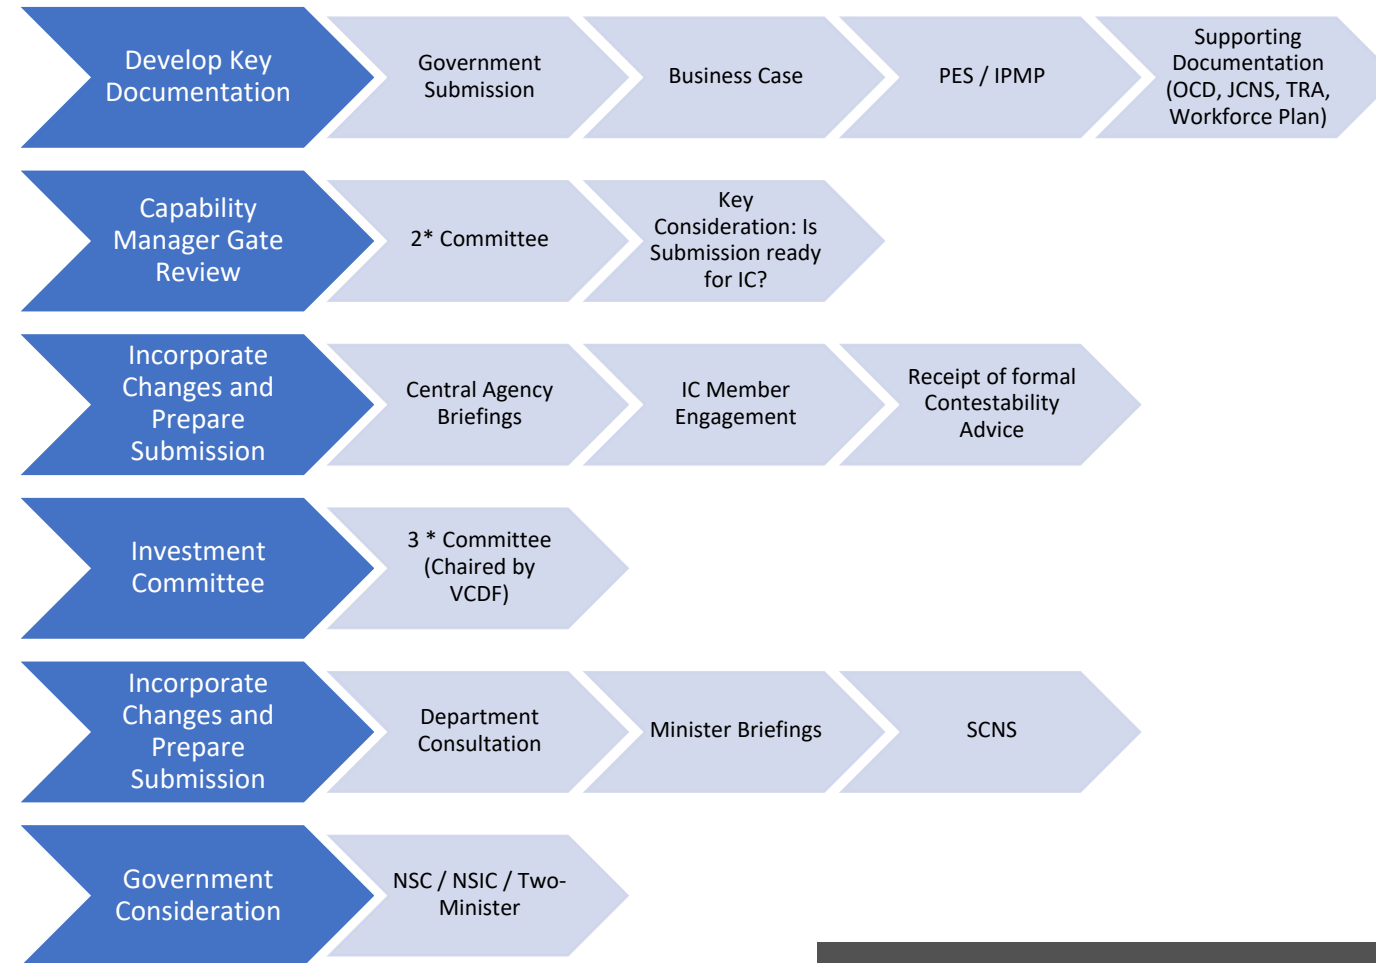 Develop Key
Documentation
Government
Submission
Business Case
PES / IPMP
Supporting
Documentation
(OCD, JCNS, TRA,
Workforce Plan)
Capability
Manager Gate
Review
2* Committee
Key
Consideration: Is
Submission ready
for IC?
Incorporate
Changes and
Prepare
Submission
Central Agency
Briefings
IC Member
Engagement
Receipt of formal
Contestability
Advice
Investment
Committee
3 * Committee
(Chaired by
VCDF)
Incorporate
Changes and
Prepare
Submission
Department
Consultation
Minister Briefings
SCNS
Government
Consideration
NSC / NSIC / Two-
Minister